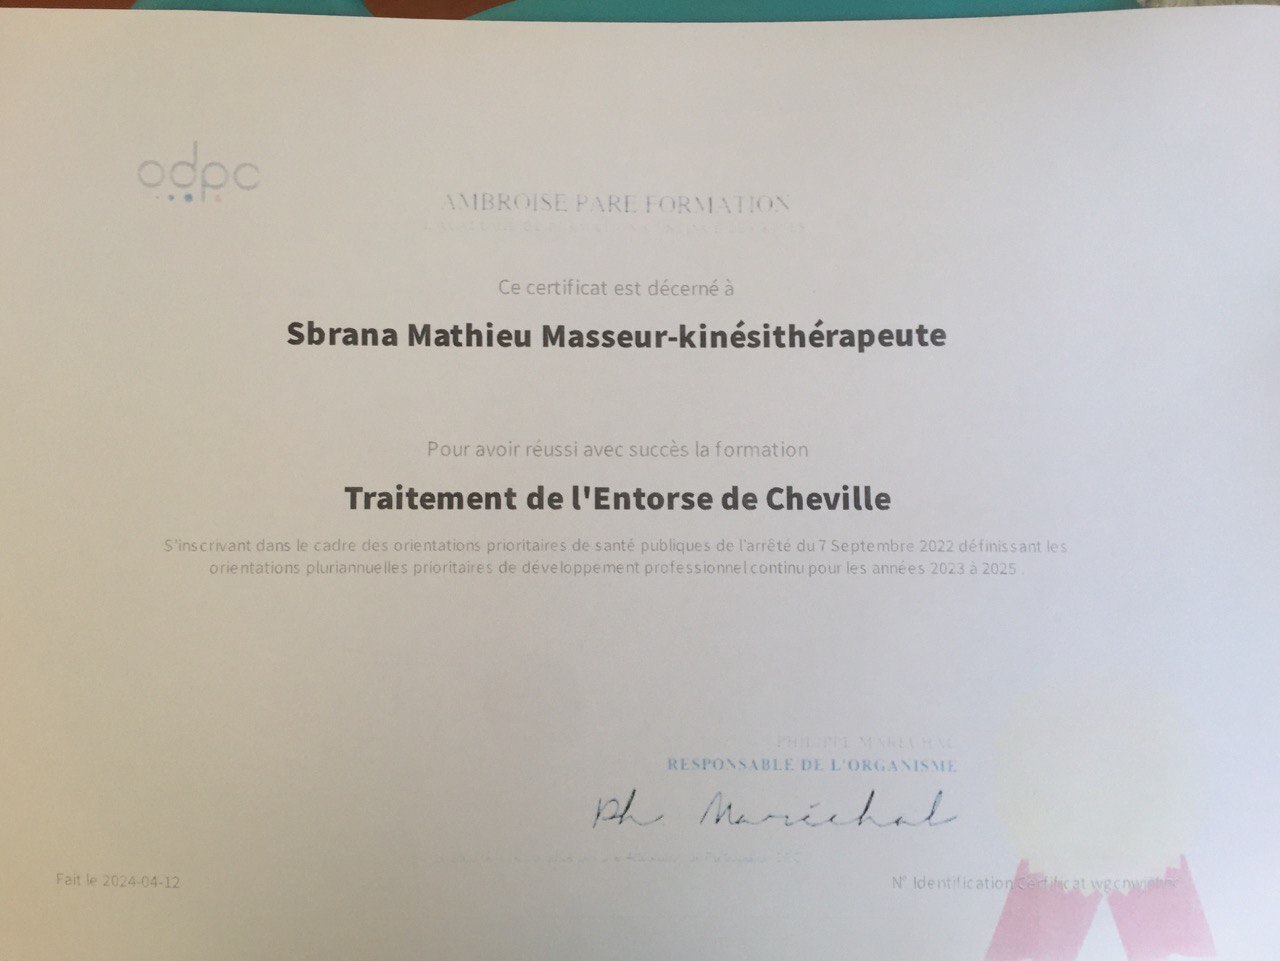 odpc
AMBROISE PARE FORMATION
Ce certificat est décerné à
Sbrana Mathieu Masseur-kinésithérapeute
Pour avoir réussi avec succès la formation
Traitement de l'Entorse de Cheville
S'inscrivant dans le cadre des orientations prioritaires de santé publiques de l'arrêté du 7 Septembre 2022 définissant les
orientations pluriannuelles prioritaires de développement professionnel continu pour les années 2023 à 2025 .
PHILIPPE MARECHAL
RESPONSABLE DE L'ORGANISME
Ph Maréchal
Fait le 2024-04-12
N° Identification Certificat